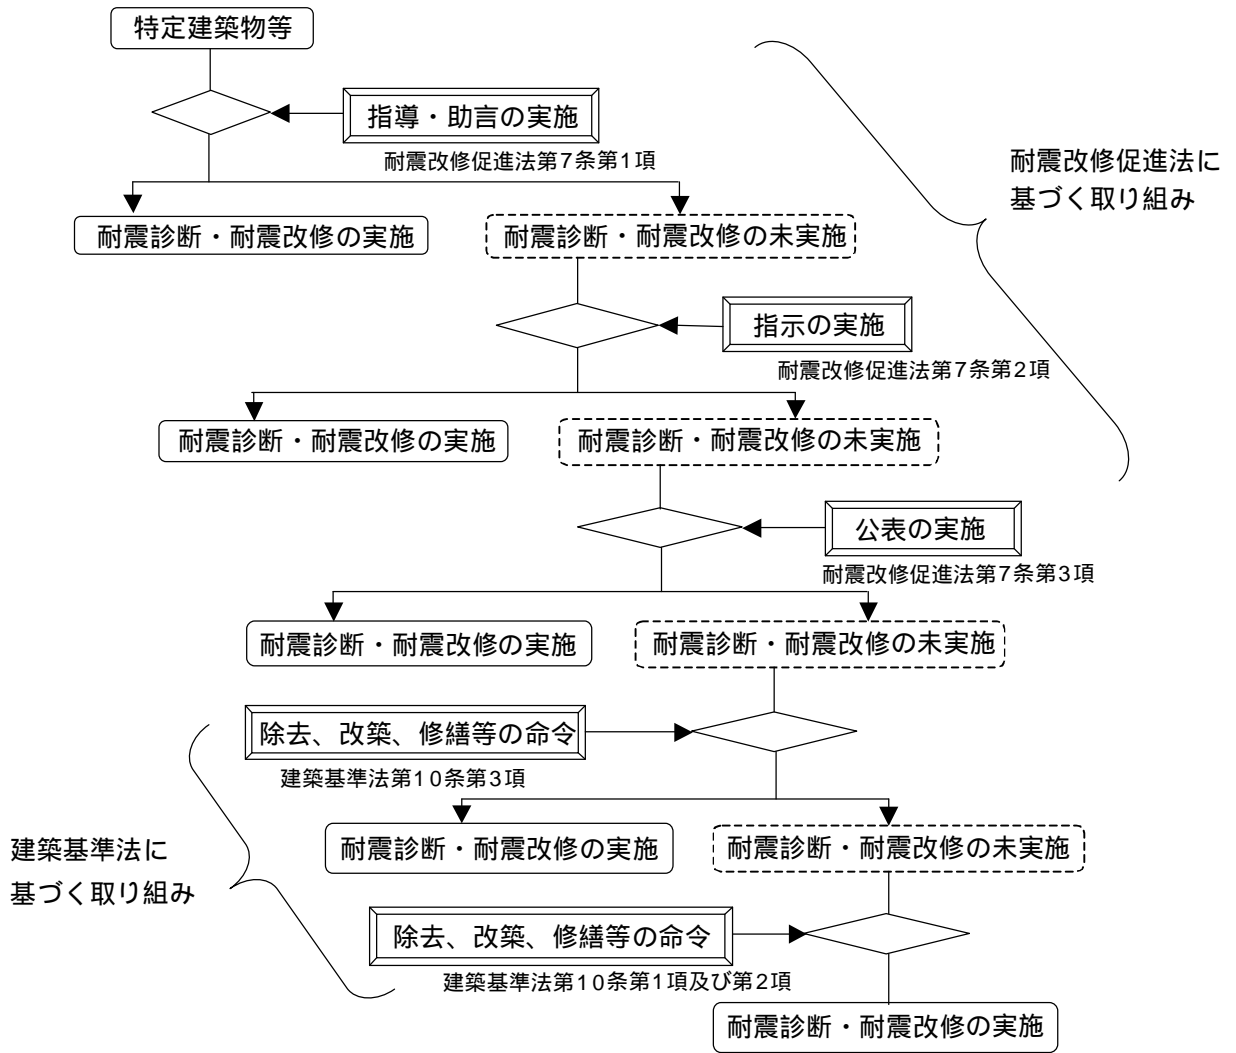 特定建築物等
指導・助言の実施
耐震改修促進法第7条第1項
耐震改修促進法に
基づく取り組み
耐震診断・耐震改修の実施
耐震診断・耐震改修の未実施
指示の実施
耐震改修促進法第7条第2項
耐震診断・耐震改修の実施
耐震診断・耐震改修の未実施
公表の実施
耐震改修促進法第7条第3項
耐震診断・耐震改修の実施
耐震診断・耐震改修の未実施
除去、改築、修繕等の命令
建築基準法第10条第3項
耐震診断・耐震改修の実施
耐震診断・耐震改修の未実施
建築基準法に
基づく取り組み
除去、改築、修繕等の命令
建築基準法第10条第1項及び第2項
耐震診断・耐震改修の実施